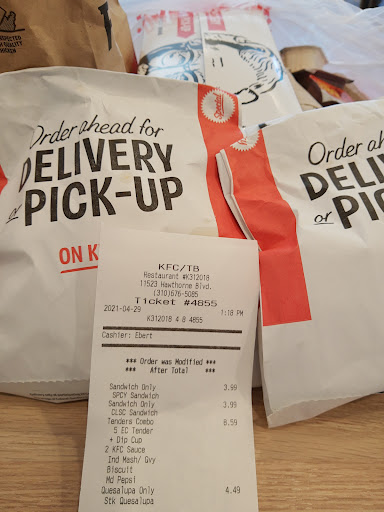 Order ahead for
DELIVERY
or PICK-UP
ON K
Order ah
DELI
or PIC
KFC/TB
Restaurant #K312018
11523 Hawthorne Blvd.
(310)676-5085
Ticket #4855
2021-04-29 1:18 PM
K312018 4 8 4855
Cashier: Ebert
*** Order was Modified ***
*** After Total ***
Sandwich Only 3.99
SPCY Sandwich
Sandwich Only 3.99
CLSC Sandwich
Tenders Combo 8.59
5 EC Tender
+ Dip Cup
2 KFC Sauce
Ind Mash/ Gvy
Biscuit
Md Pepsi
Quesalupa Only 4.49
Stk Quesalupa